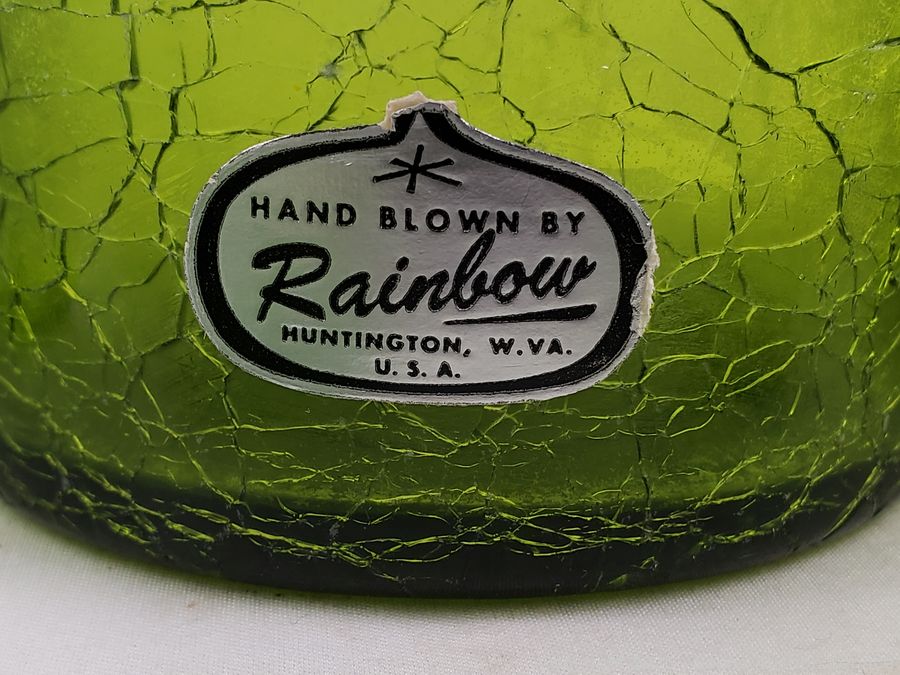 HAND BLOWN BY
Rainbow
HUNTINGTON, W.VA.
U.S.A.